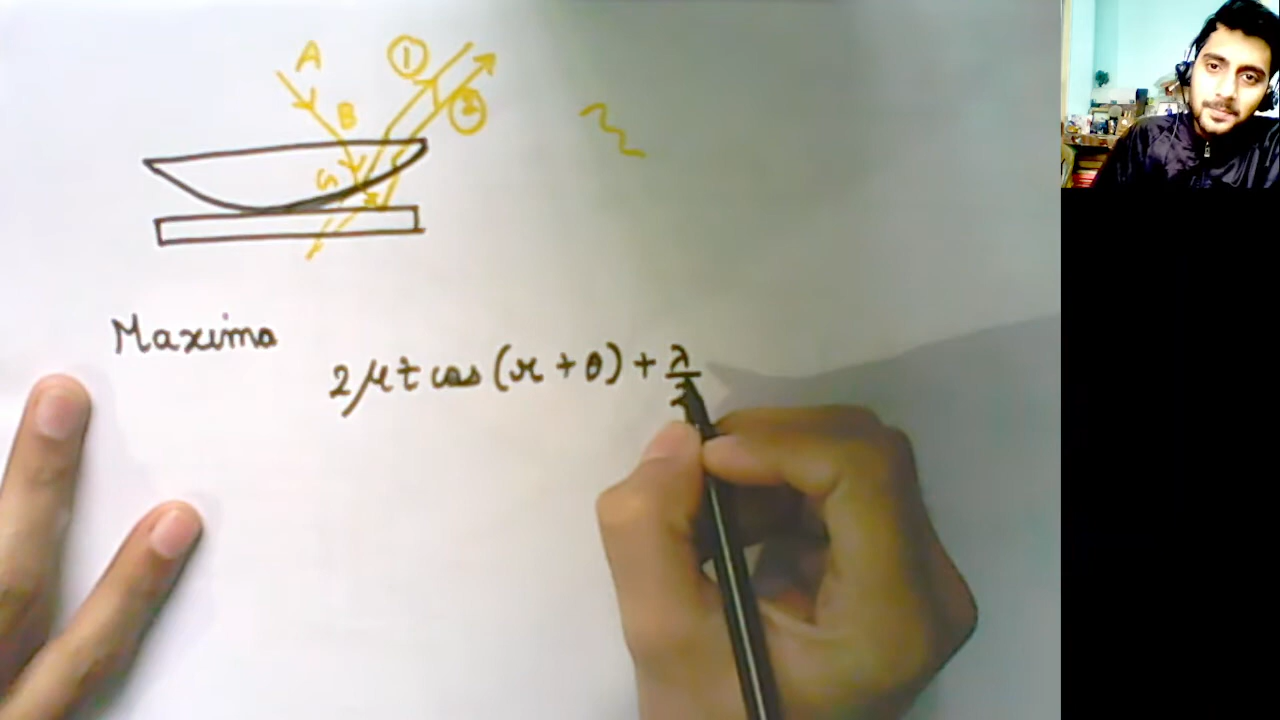 A
①
B
②
Maxima
2μt cos (r + θ) + λ/2